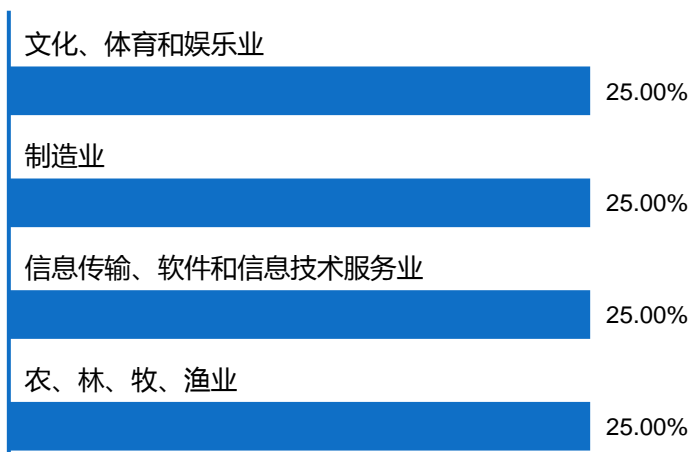 文化、体育和娱乐业
25.00%
制造业
25.00%
信息传输、软件和信息技术服务业
25.00%
农、林、牧、渔业
25.00%